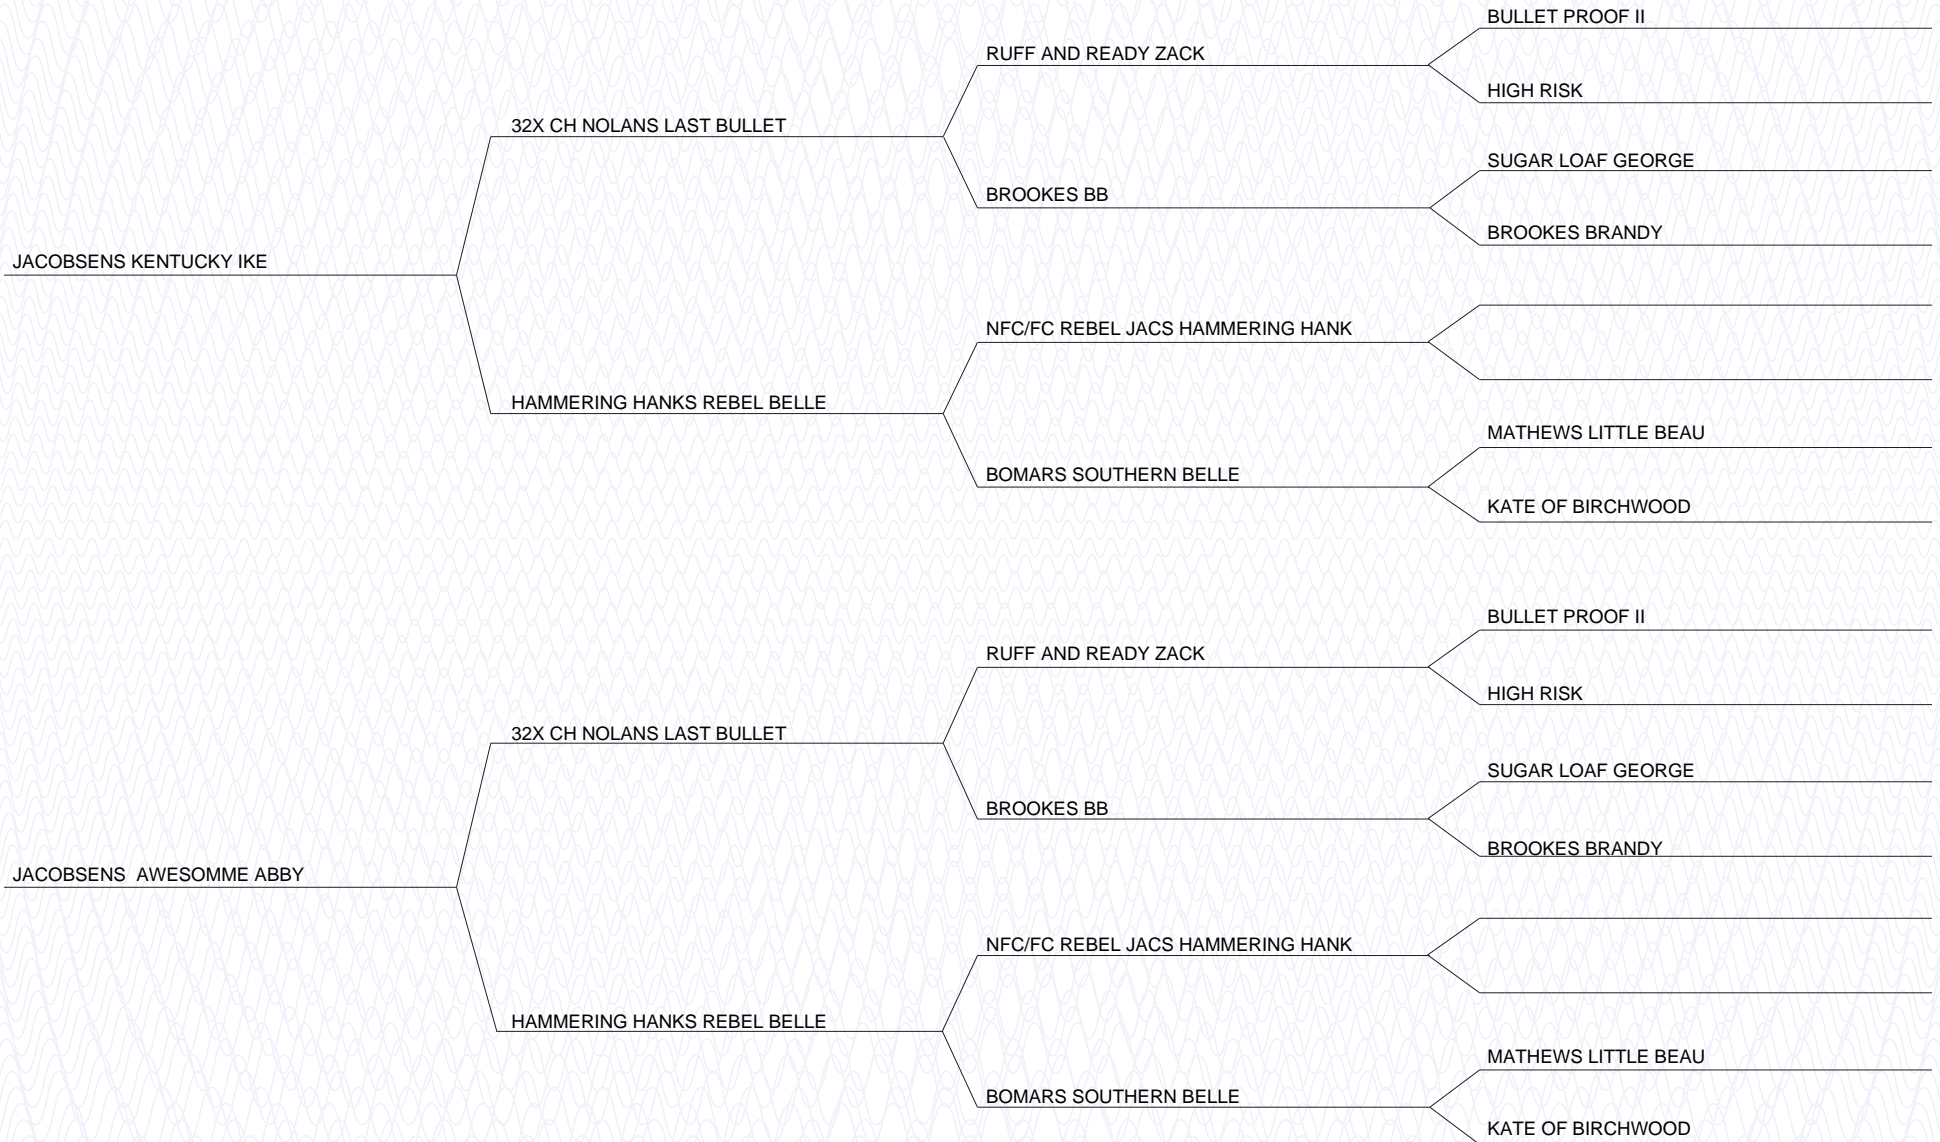 BULLET PROOF II
RUFF AND READY ZACK
HIGH RISK
32X CH NOLANS LAST BULLET
SUGAR LOAF GEORGE
BROOKES BB
BROOKES BRANDY
JACOBSENS KENTUCKY IKE
NFC/FC REBEL JACS HAMMERING HANK
HAMMERING HANKS REBEL BELLE
MATHEWS LITTLE BEAU
BOMARS SOUTHERN BELLE
KATE OF BIRCHWOOD
BULLET PROOF II
RUFF AND READY ZACK
HIGH RISK
32X CH NOLANS LAST BULLET
SUGAR LOAF GEORGE
BROOKES BB
BROOKES BRANDY
JACOBSENS  AWESOMME ABBY
NFC/FC REBEL JACS HAMMERING HANK
HAMMERING HANKS REBEL BELLE
MATHEWS LITTLE BEAU
BOMARS SOUTHERN BELLE
KATE OF BIRCHWOOD